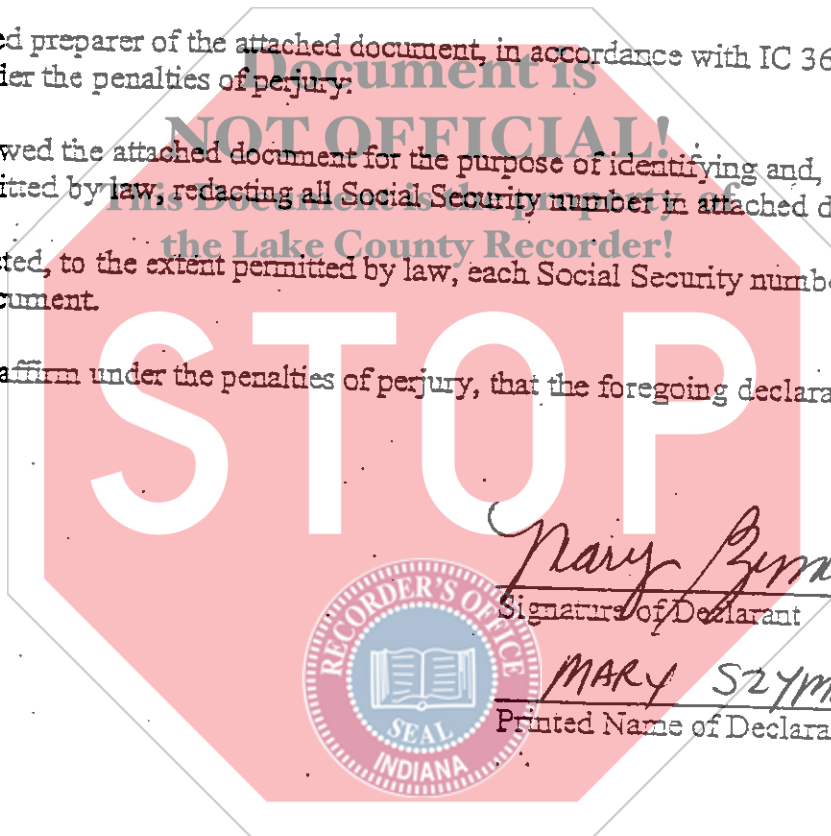 ed preparer of the attached document, in accordance with IC 36
er the penalties of perjury:
Document is
NOT OFFICIAL!
This Document is the property of
the Lake County Recorder!
wed the attached document for the purpose of identifying and,
itted by law, redacting all Social Security number in attached d
ted, to the extent permitted by law, each Social Security numbe
cument.
affirm under the penalties of perjury, that the foregoing declara
STOP
Mary
Signature of Declarant
MARY SZYM
Printed Name of Declara
RECORDER'S OFFICE
SEAL
INDIANA